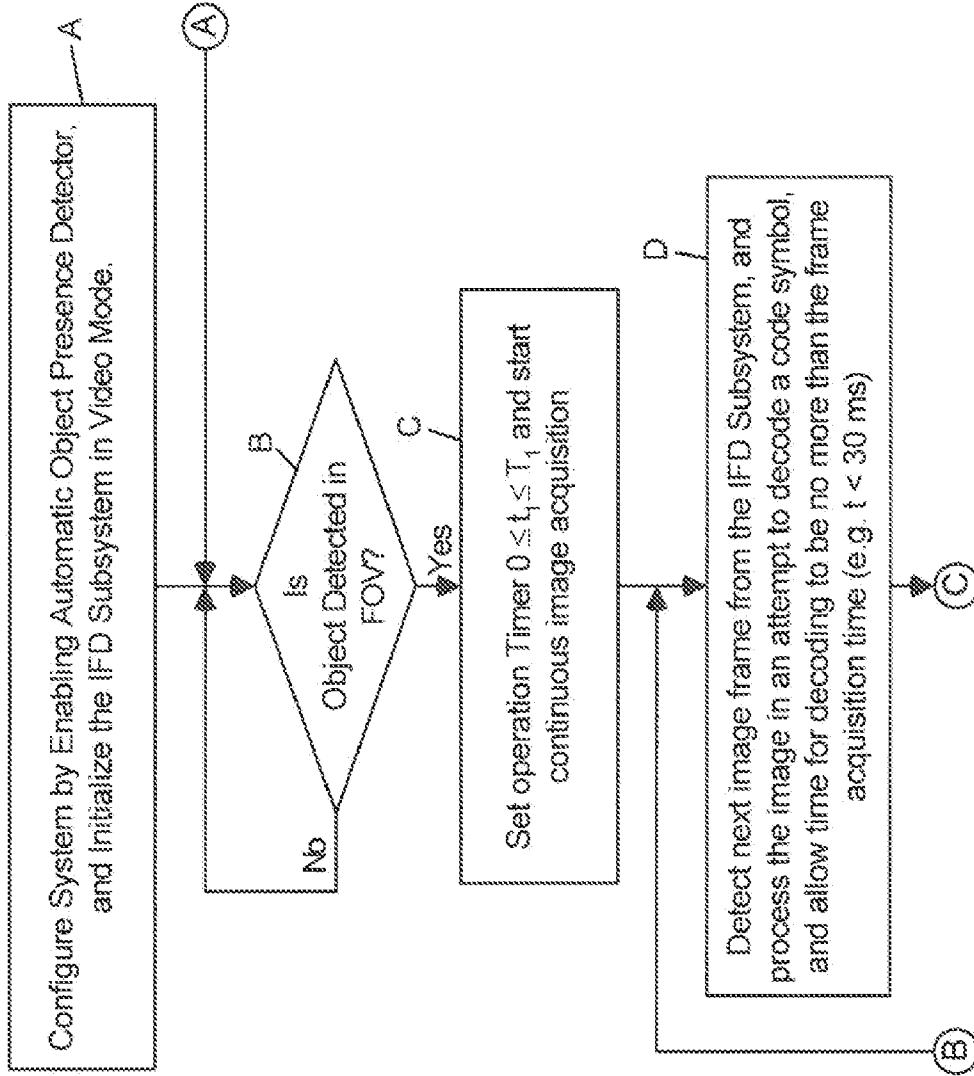 Configure System by Enabling Automatic Object Presence Detector,
and Initialize the IFD Subsystem in Video Mode.
A
A
Is
Object Detected in
FOV?
B
No
Yes
Set operation Timer 0 ≤ t₁ ≤ T₁ and start
continuous image acquisition
C
Detect next image frame from the IFD Subsystem, and
process the image in an attempt to decode a code symbol,
and allow time for decoding to be no more than the frame
acquisition time (e.g. t < 30 ms)
D
B
C